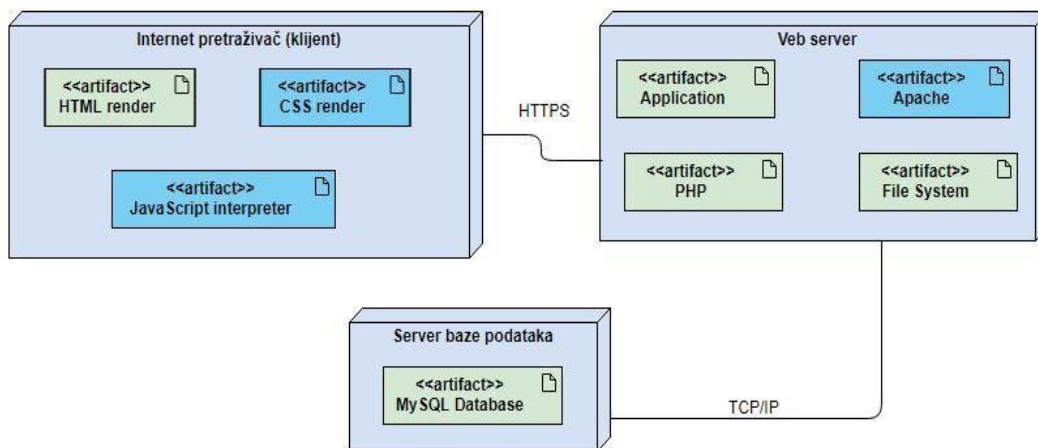 Internet pretraživač (klijent)
<<artifact>>
HTML render
<<artifact>>
CSS render
<<artifact>>
JavaScript interpreter
HTTPS
Veb server
<<artifact>>
Application
<<artifact>>
Apache
<<artifact>>
PHP
<<artifact>>
File System
Server baze podataka
<<artifact>>
MySQL Database
TCP/IP